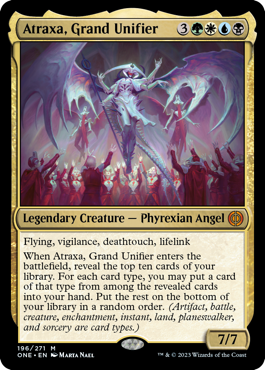 Atraxa, Grand Unifier 3
Legendary Creature — Phyrexian Angel
Flying, vigilance, deathtouch, lifelink
When Atraxa, Grand Unifier enters the
battlefield, reveal the top ten cards of your
library. For each card type, you may put a card
of that type from among the revealed cards
into your hand. Put the rest on the bottom of
your library in a random order. (Artifact, battle,
creature, enchantment, instant, land, planeswalker,
and sorcery are card types.)
7/7
196/271 M
ONE • EN Marta Nael
™ & © 2023 Wizards of the Coast